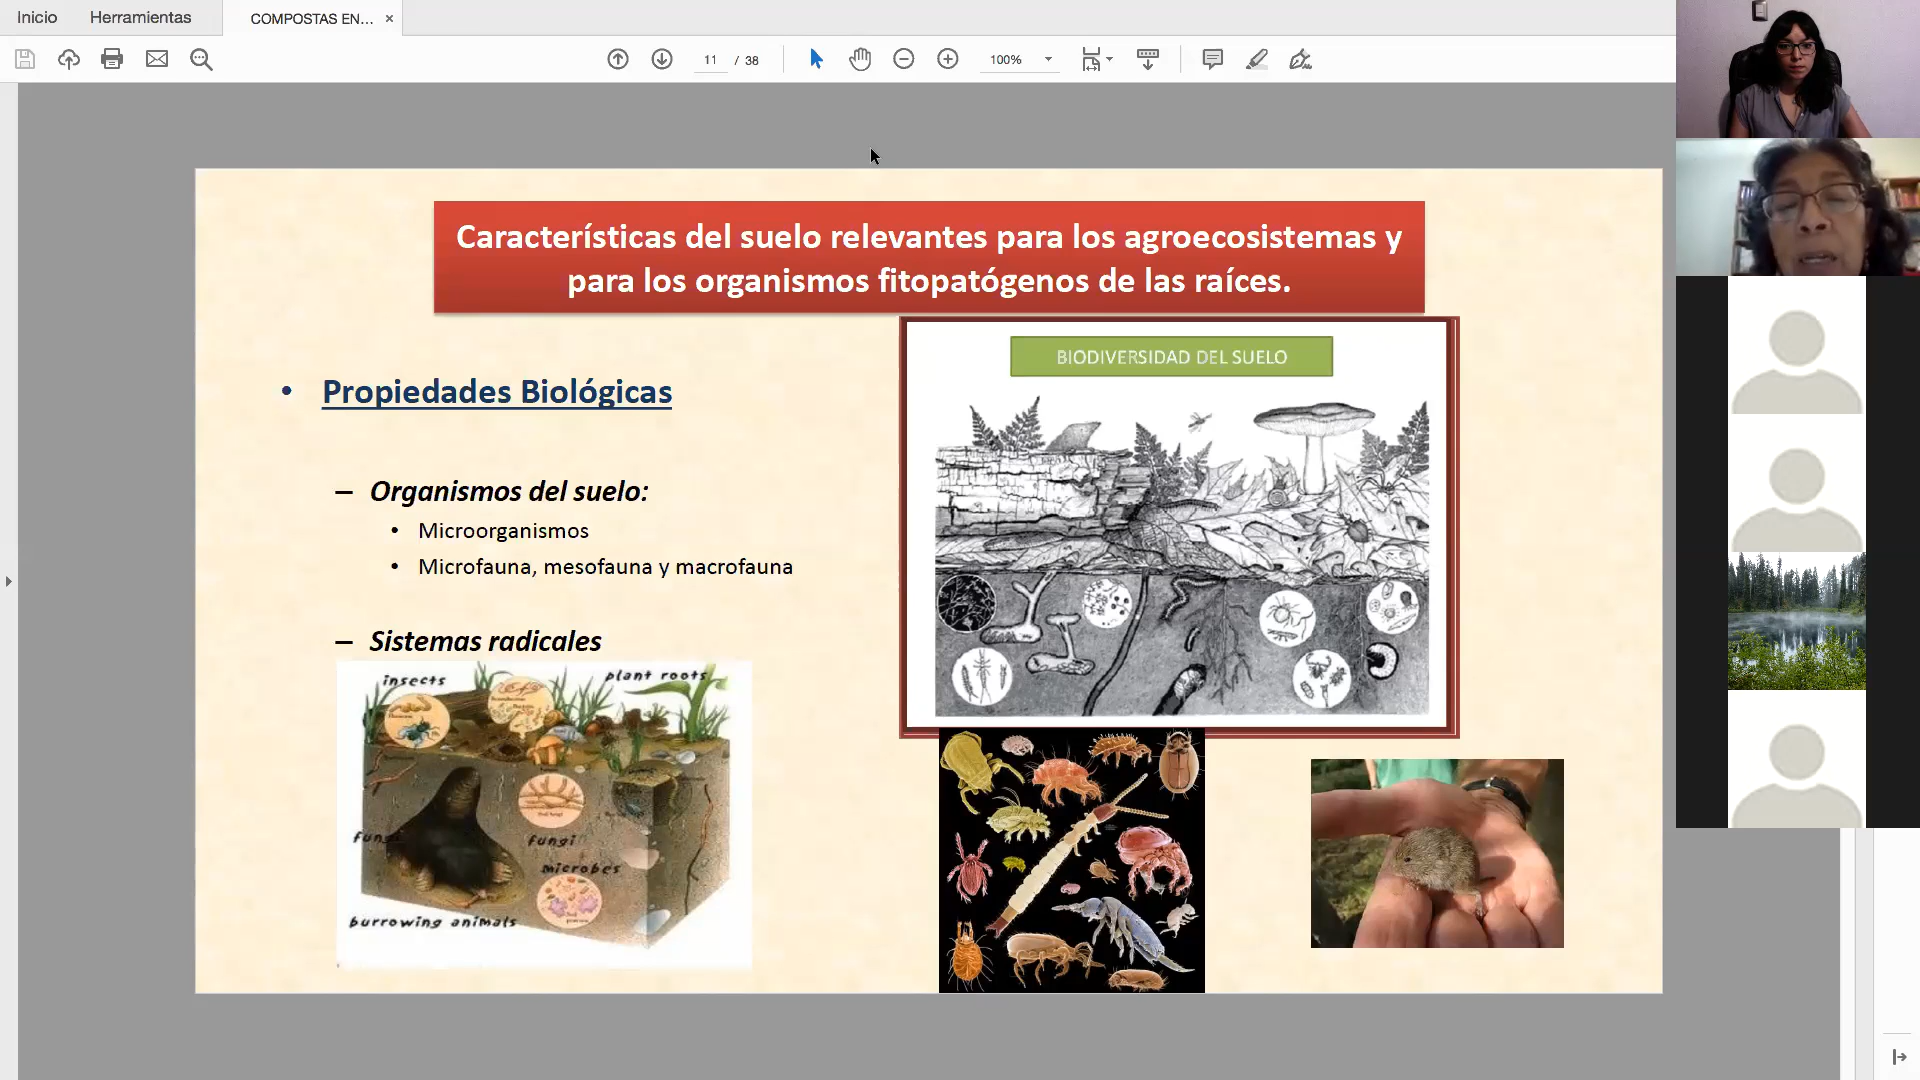 Inicio
Herramientas
COMPOSTAS EN...
11 / 38
100%
Características del suelo relevantes para los agroecosistemas y
para los organismos fitopatógenos de las raíces.
• Propiedades Biológicas
– Organismos del suelo:
• Microorganismos
• Microfauna, mesofauna y macrofauna
– Sistemas radicales
BIODIVERSIDAD DEL SUELO
insects
plant roots
fungi
microbes
burrowing animals